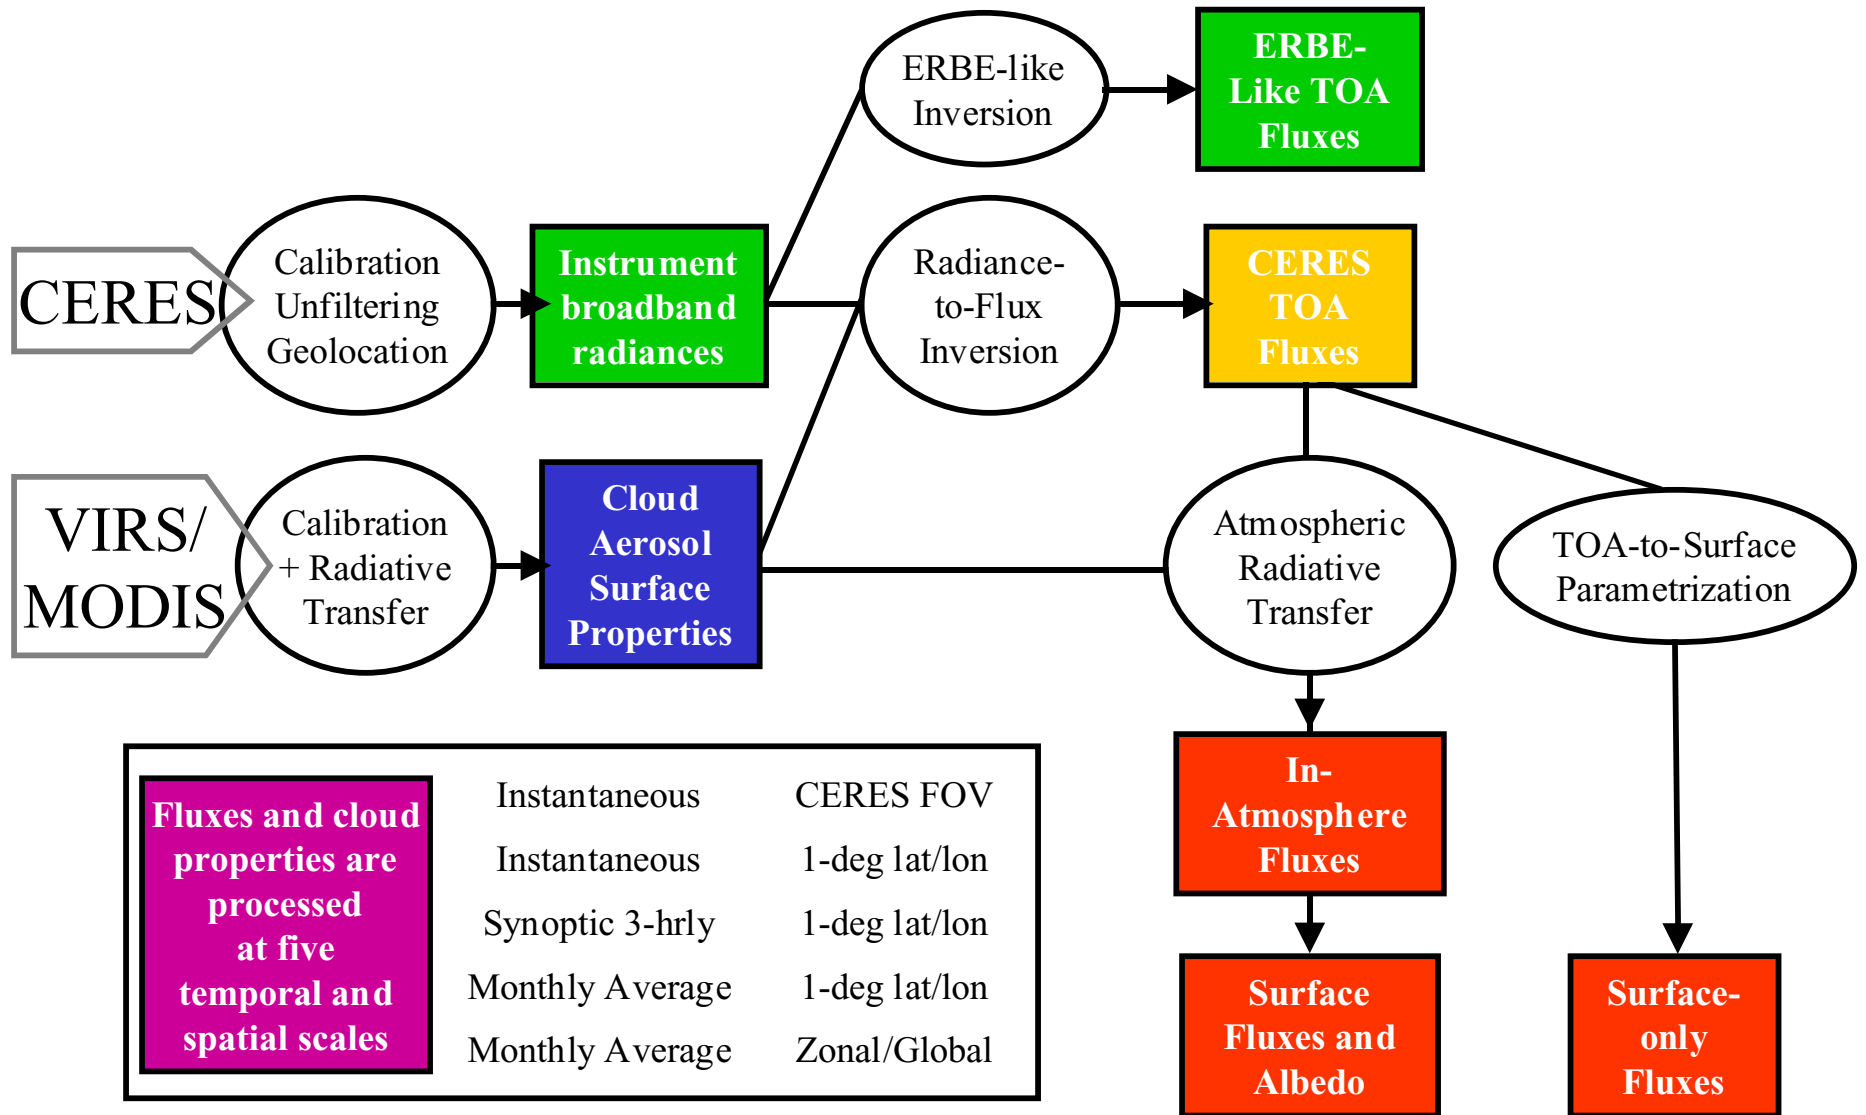 ERBE-like
Inversion
ERBE-
Like TOA
Fluxes
CERES
Calibration
Unfiltering
Geolocation
Instrument
broadband
radiances
Radiance-
to-Flux
Inversion
CERES
TOA
Fluxes
VIRS/
MODIS
Calibration
+ Radiative
Transfer
Cloud
Aerosol
Surface
Properties
Atmospheric
Radiative
Transfer
TOA-to-Surface
Parametrization
Fluxes and cloud
properties are
processed
at five
temporal and
spatial scales
Instantaneous CERES FOV
Instantaneous 1-deg lat/lon
Synoptic 3-hrly 1-deg lat/lon
Monthly Average 1-deg lat/lon
Monthly Average Zonal/Global
In-
Atmosphere
Fluxes
Surface
Fluxes and
Albedo
Surface-
only
Fluxes